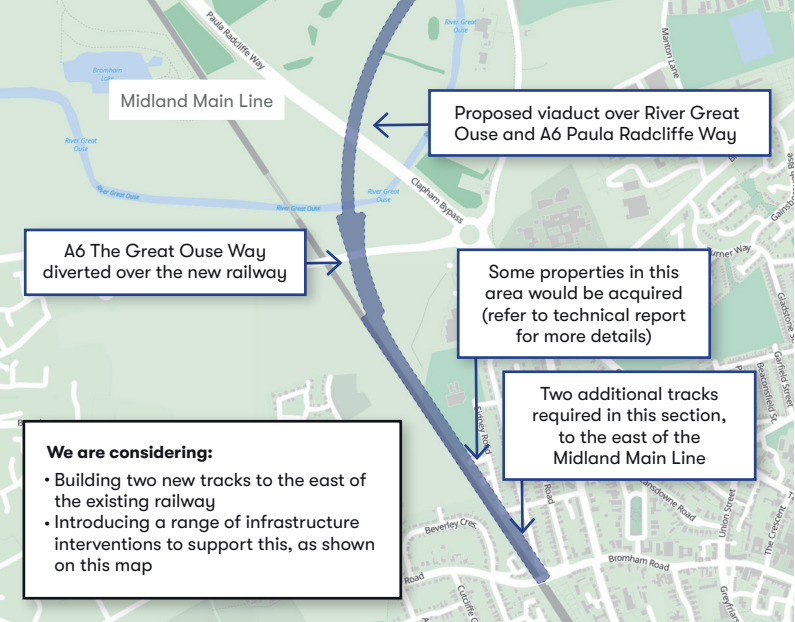 Paula Radcliffe Way
River Great
Ouse
Manton Lane
Bromham
Midland Main Line
Proposed viaduct over River Great
Ouse and A6 Paula Radcliffe Way
River Great
Ouse
River Great Ouse
River Great Ouse
River Great
Ouse
Clapham Bypass
A6 The Great Ouse Way
diverted over the new railway
Some properties in this
area would be acquired
(refer to technical report
for more details)
Two additional tracks
required in this section,
to the east of the
Midland Main Line
Gladstone
Garfield Street
Beaconsfield St.
Sidney Road
Road
Union Street
The Crescent
We are considering:
• Building two new tracks to the east of
the existing railway
• Introducing a range of infrastructure
interventions to support this, as shown
on this map
Beverley Cres.
Bromham Road
Road